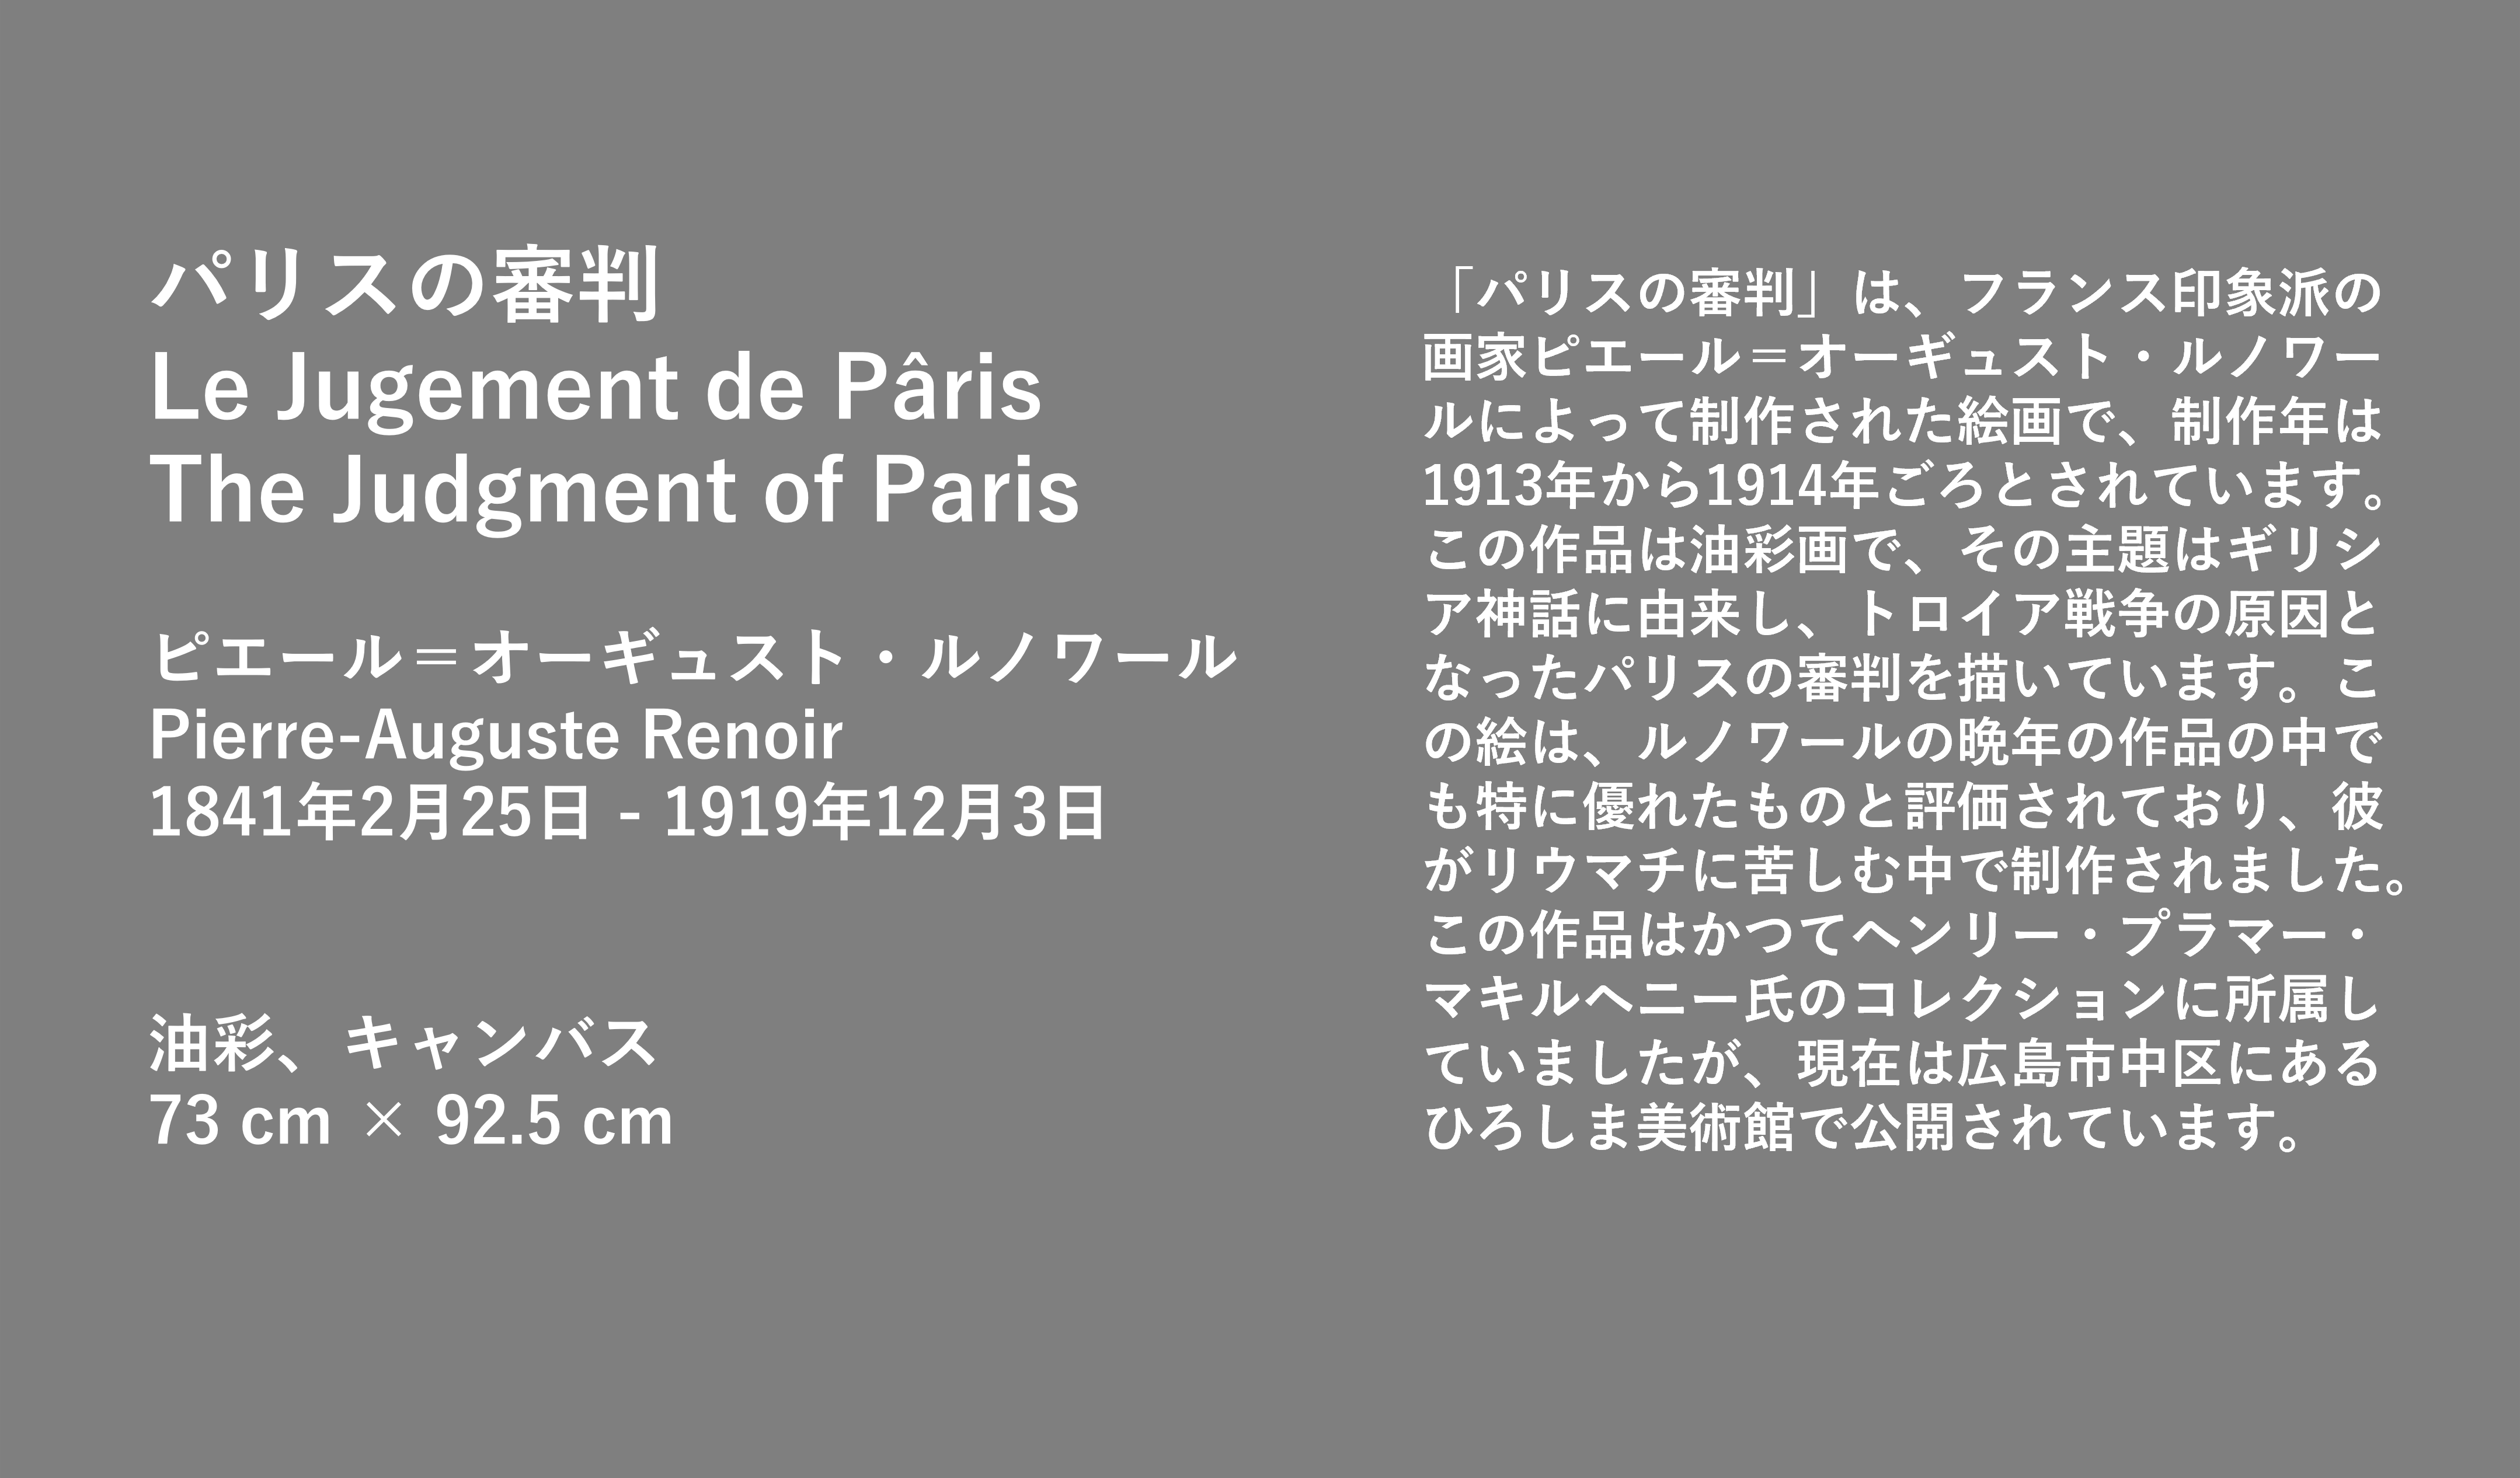 パリスの審判
Le Jugement de Pâris
The Judgment of Paris
ピエール＝オーギュスト・ルノワール
Pierre-Auguste Renoir
1841年2月25日 - 1919年12月3日
油彩、キャンバス
73 cm × 92.5 cm
「パリスの審判」は、フランス印象派の
画家ピエール＝オーギュスト・ルノワー
ルによって制作された絵画で、制作年は
1913年から1914年ごろとされています。
この作品は油彩画で、その主題はギリシ
ア神話に由来し、トロイア戦争の原因と
なったパリスの審判を描いています。こ
の絵は、ルノワールの晩年の作品の中で
も特に優れたものと評価されており、彼
がリウマチに苦しむ中で制作されました。
この作品はかつてヘンリー・プラマー・
マキルヘニー氏のコレクションに所属し
ていましたが、現在は広島市中区にある
ひろしま美術館で公開されています。